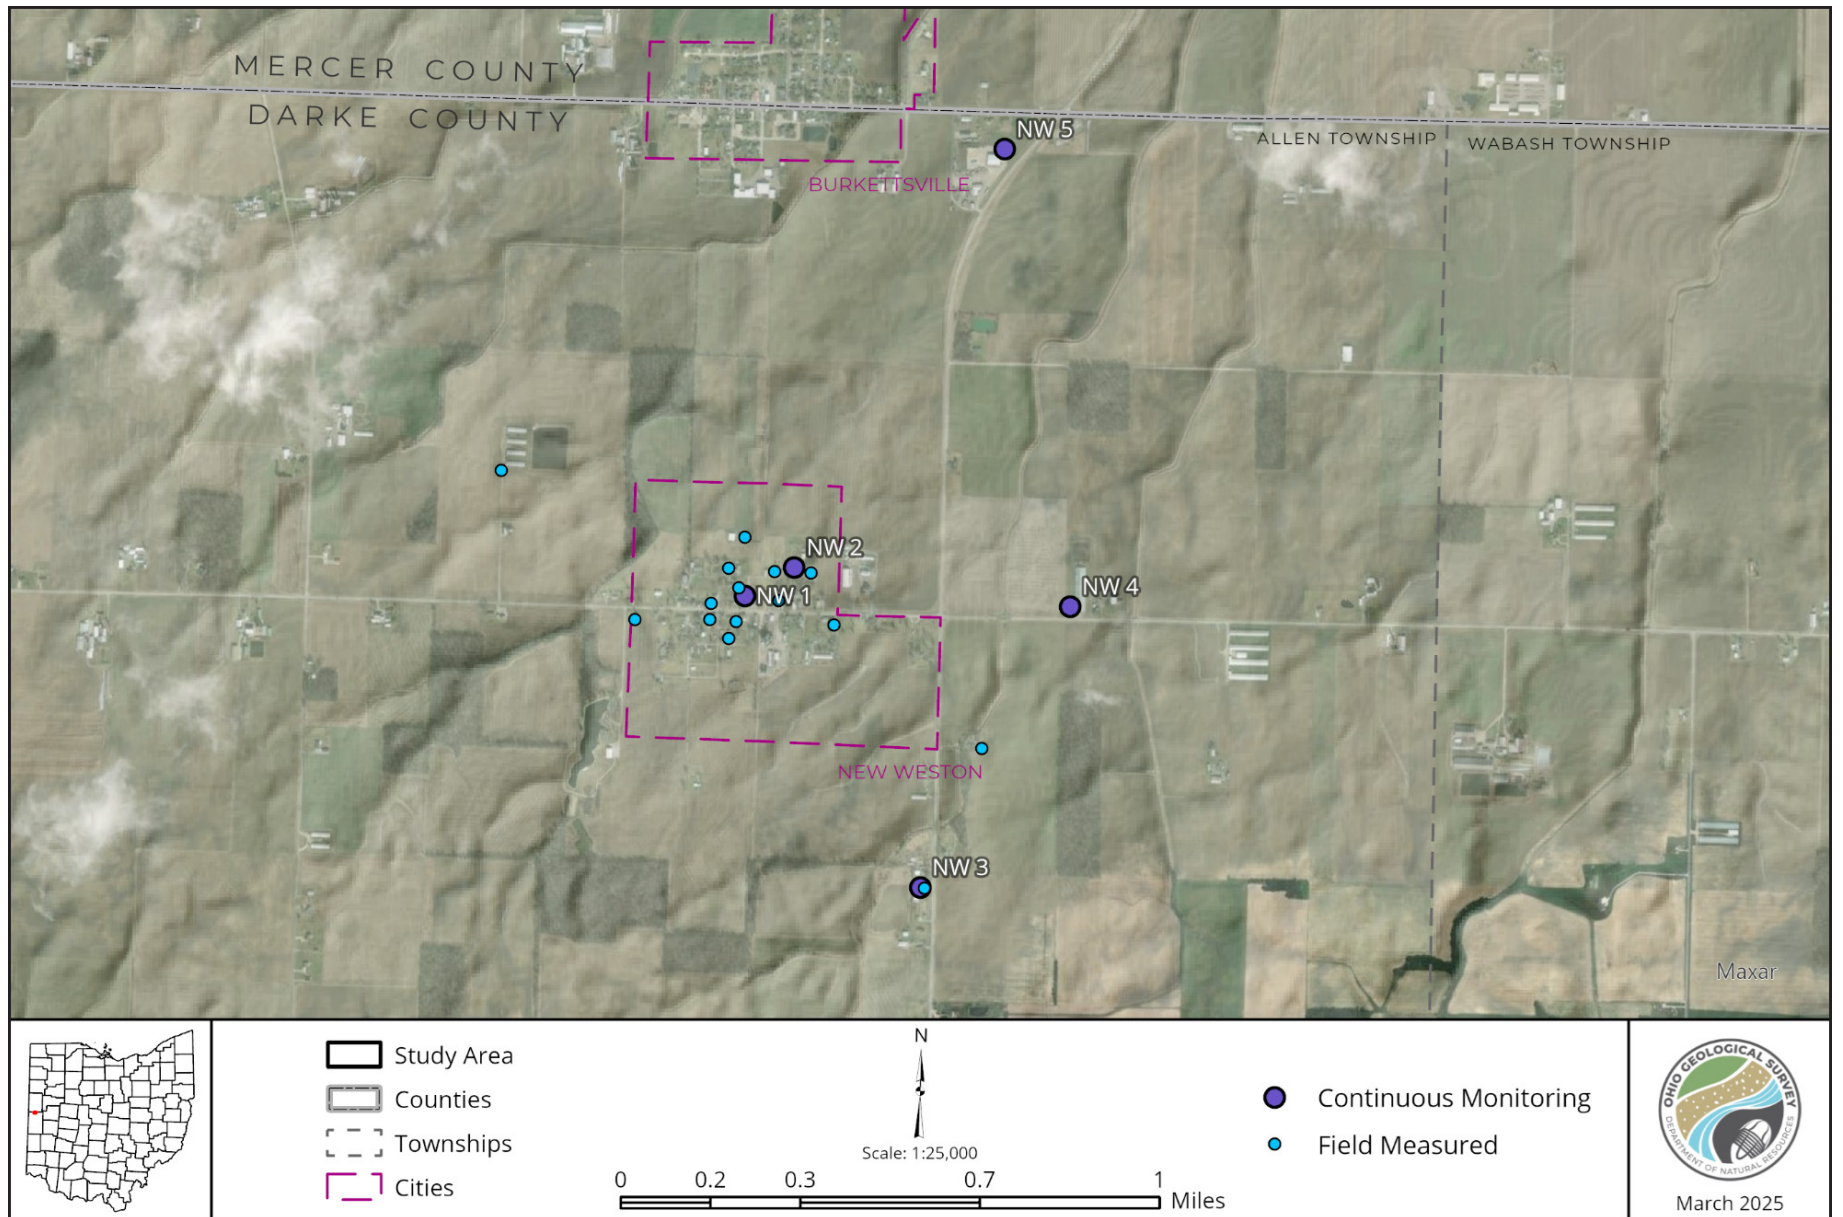 MERCER COUNTY
DARKE COUNTY
NW 5
ALLEN TOWNSHIP
WABASH TOWNSHIP
BURKETTSVILLE
NW 2
NW 1
NW 4
NEW WESTON
NW 3
Maxar
Study Area
Counties
Townships
Cities
N
Scale: 1:25,000
0 0.2 0.3 0.7 1
Miles
Continuous Monitoring
Field Measured
OHIO GEOLOGICAL SURVEY
DEPARTMENT OF NATURAL RESOURCES
March 2025